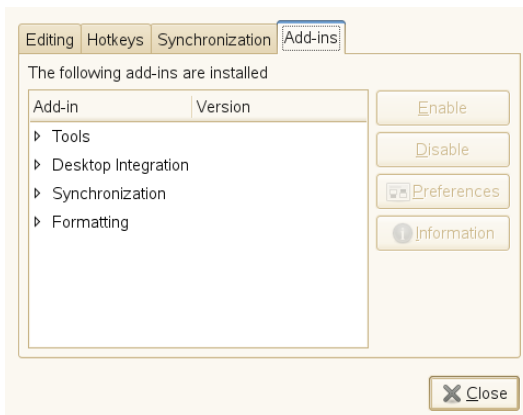 Editing Hotkeys Synchronization Add-ins
The following add-ins are installed
Add-in Version
Tools
Desktop Integration
Synchronization
Formatting
Enable
Disable
Preferences
Information
Close